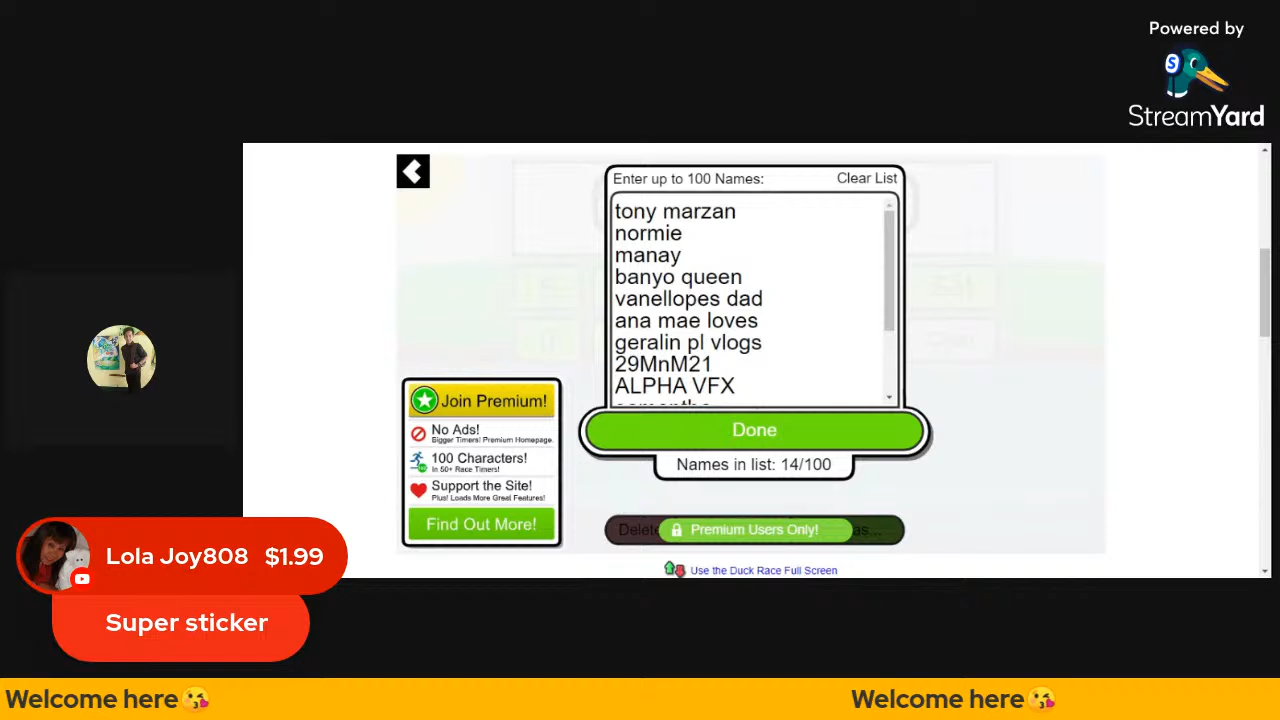 Powered by
StreamYard
Enter up to 100 Names:
Clear List
tony marzan
normie
manay
banyo queen
vanellopes dad
ana mae loves
geralin pl vlogs
29MnM21
ALPHA VFX
Done
Names in list: 14/100
Join Premium!
No Ads!
Bigger Timers! Premium Homepage.
100 Characters!
In 50+ Race Timers!
Support the Site!
Plus! Loads More Great Features!
Find Out More!
Delete
Premium Users Only!
as...
Use the Duck Race Full Screen
Lola Joy808 $1.99
Super sticker
Welcome here😘
Welcome here😘